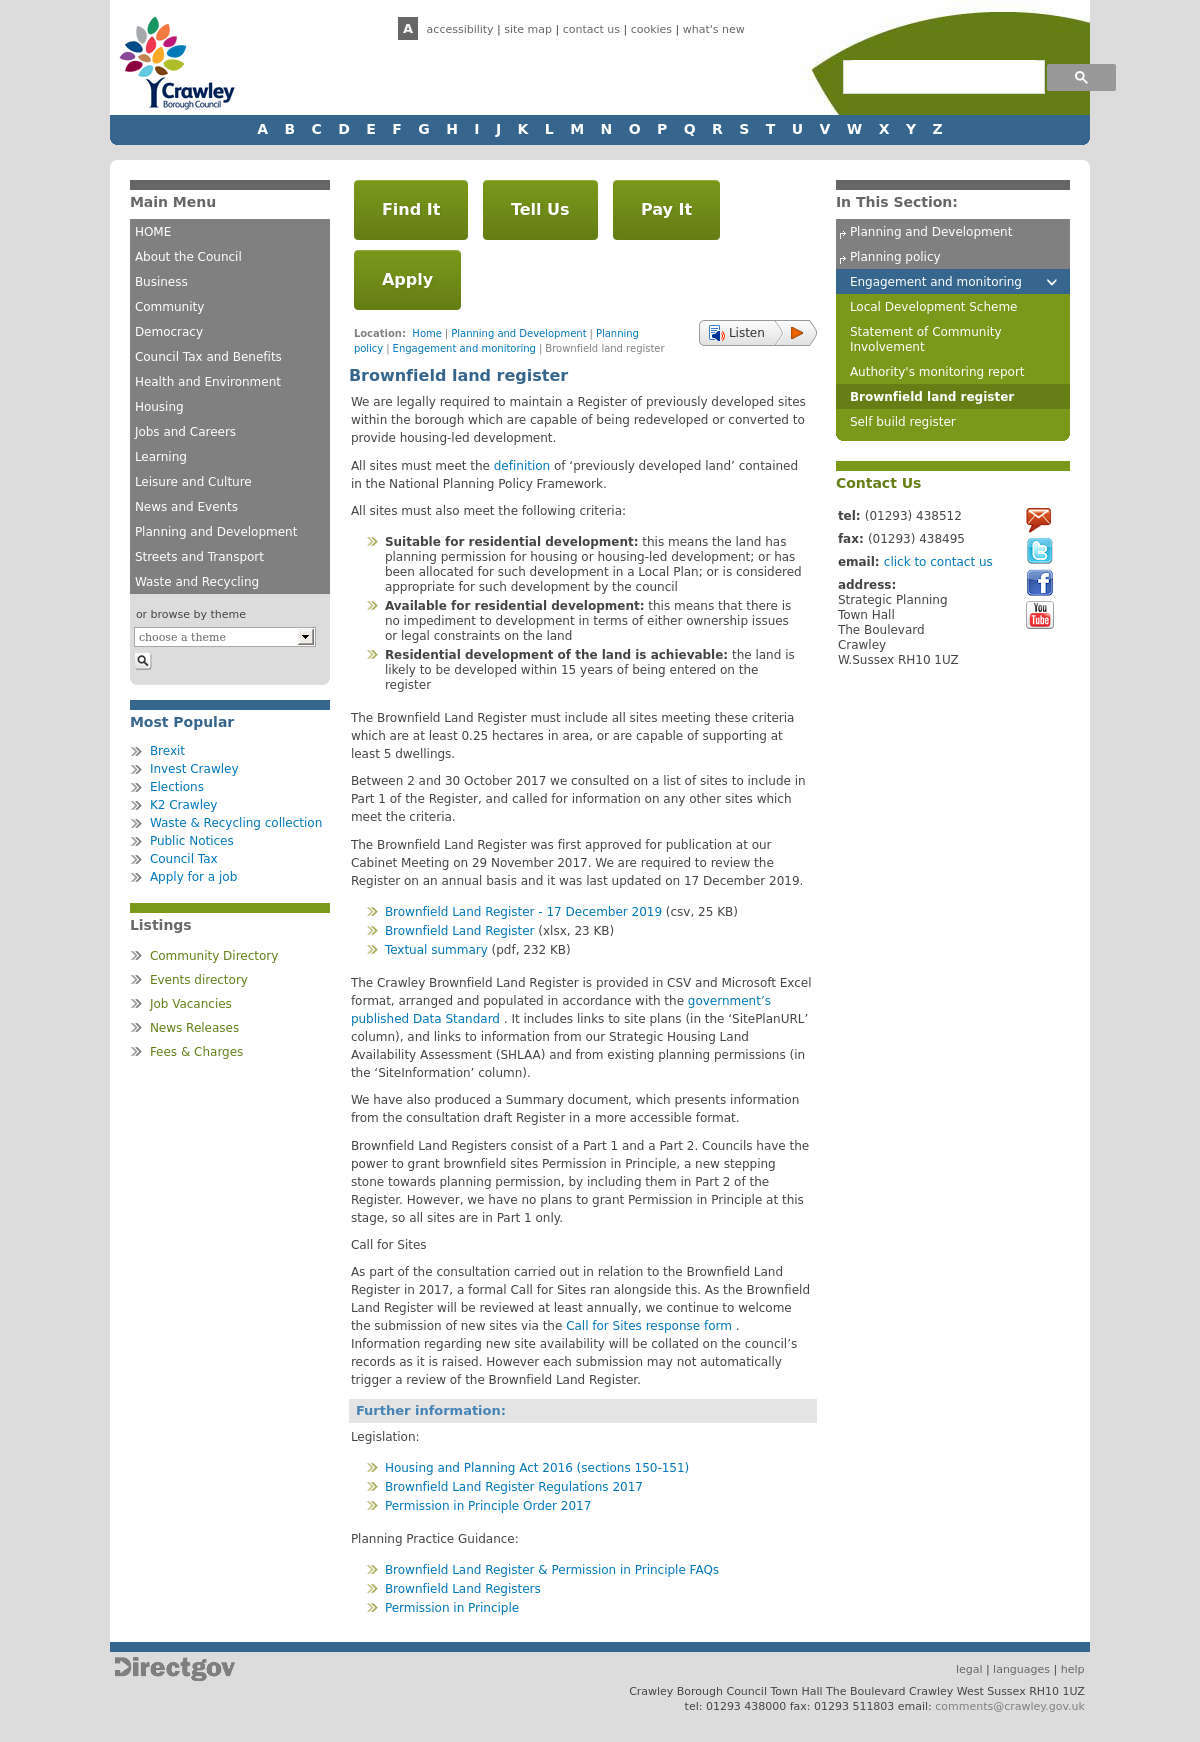 A accessibility | site map | contact us | cookies | what's new
Crawley
Borough Council
A B C D E F G H I J K L M N O P Q R S T U V W X Y Z
Main Menu
HOME
About the Council
Business
Community
Democracy
Council Tax and Benefits
Health and Environment
Housing
Jobs and Careers
Learning
Leisure and Culture
News and Events
Planning and Development
Streets and Transport
Waste and Recycling
or browse by theme
choose a theme
Most Popular
Brexit
Invest Crawley
Elections
K2 Crawley
Waste & Recycling collection
Public Notices
Council Tax
Apply for a job
Listings
Community Directory
Events directory
Job Vacancies
News Releases
Fees & Charges
Find It Tell Us Pay It
Apply
Location: Home | Planning and Development | Planning
policy | Engagement and monitoring | Brownfield land register
Listen
Brownfield land register
We are legally required to maintain a Register of previously developed sites
within the borough which are capable of being redeveloped or converted to
provide housing-led development.
All sites must meet the definition of ‘previously developed land’ contained
in the National Planning Policy Framework.
All sites must also meet the following criteria:
Suitable for residential development: this means the land has
planning permission for housing or housing-led development; or has
been allocated for such development in a Local Plan; or is considered
appropriate for such development by the council
Available for residential development: this means that there is
no impediment to development in terms of either ownership issues
or legal constraints on the land
Residential development of the land is achievable: the land is
likely to be developed within 15 years of being entered on the
register
The Brownfield Land Register must include all sites meeting these criteria
which are at least 0.25 hectares in area, or are capable of supporting at
least 5 dwellings.
Between 2 and 30 October 2017 we consulted on a list of sites to include in
Part 1 of the Register, and called for information on any other sites which
meet the criteria.
The Brownfield Land Register was first approved for publication at our
Cabinet Meeting on 29 November 2017. We are required to review the
Register on an annual basis and it was last updated on 17 December 2019.
Brownfield Land Register - 17 December 2019 (csv, 25 KB)
Brownfield Land Register (xlsx, 23 KB)
Textual summary (pdf, 232 KB)
The Crawley Brownfield Land Register is provided in CSV and Microsoft Excel
format, arranged and populated in accordance with the government’s
published Data Standard . It includes links to site plans (in the ‘SitePlanURL’
column), and links to information from our Strategic Housing Land
Availability Assessment (SHLAA) and from existing planning permissions (in
the ‘SiteInformation’ column).
We have also produced a Summary document, which presents information
from the consultation draft Register in a more accessible format.
Brownfield Land Registers consist of a Part 1 and a Part 2. Councils have the
power to grant brownfield sites Permission in Principle, a new stepping
stone towards planning permission, by including them in Part 2 of the
Register. However, we have no plans to grant Permission in Principle at this
stage, so all sites are in Part 1 only.
Call for Sites
As part of the consultation carried out in relation to the Brownfield Land
Register in 2017, a formal Call for Sites ran alongside this. As the Brownfield
Land Register will be reviewed at least annually, we continue to welcome
the submission of new sites via the Call for Sites response form .
Information regarding new site availability will be collated on the council’s
records as it is raised. However each submission may not automatically
trigger a review of the Brownfield Land Register.
Further information:
Legislation:
Housing and Planning Act 2016 (sections 150-151)
Brownfield Land Register Regulations 2017
Permission in Principle Order 2017
Planning Practice Guidance:
Brownfield Land Register & Permission in Principle FAQs
Brownfield Land Registers
Permission in Principle
In This Section:
Planning and Development
Planning policy
Engagement and monitoring
Local Development Scheme
Statement of Community
Involvement
Authority's monitoring report
Brownfield land register
Self build register
Contact Us
tel: (01293) 438512
fax: (01293) 438495
email: click to contact us
address:
Strategic Planning
Town Hall
The Boulevard
Crawley
W.Sussex RH10 1UZ
You
Tube
Directgov
legal | languages | help
Crawley Borough Council Town Hall The Boulevard Crawley West Sussex RH10 1UZ
tel: 01293 438000 fax: 01293 511803 email: comments@crawley.gov.uk